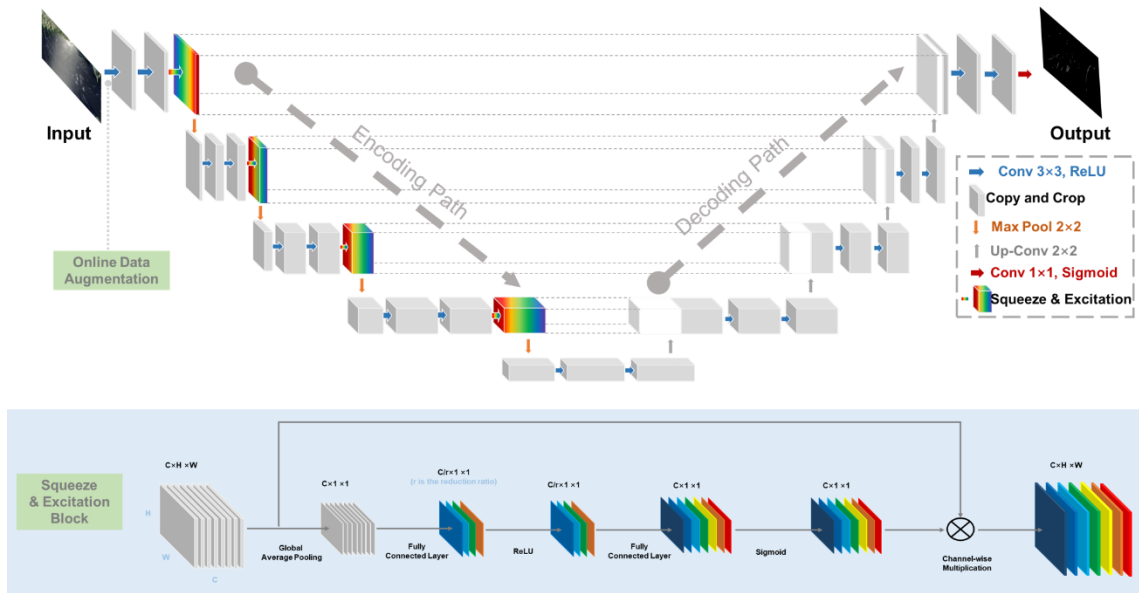 Input
Encoding Path
Decoding Path
Output
Online Data
Augmentation
Conv 3×3, ReLU
Copy and Crop
Max Pool 2×2
Up-Conv 2×2
Conv 1×1, Sigmoid
Squeeze & Excitation
Squeeze
& Excitation
Block
C×H ×W
H
W
C
Global
Average Pooling
C×1 ×1
Fully
Connected Layer
C/r×1 ×1
(r is the reduction ratio)
ReLU
C/r×1 ×1
Fully
Connected Layer
C×1 ×1
Sigmoid
C×1 ×1
Channel-wise
Multiplication
C×H ×W